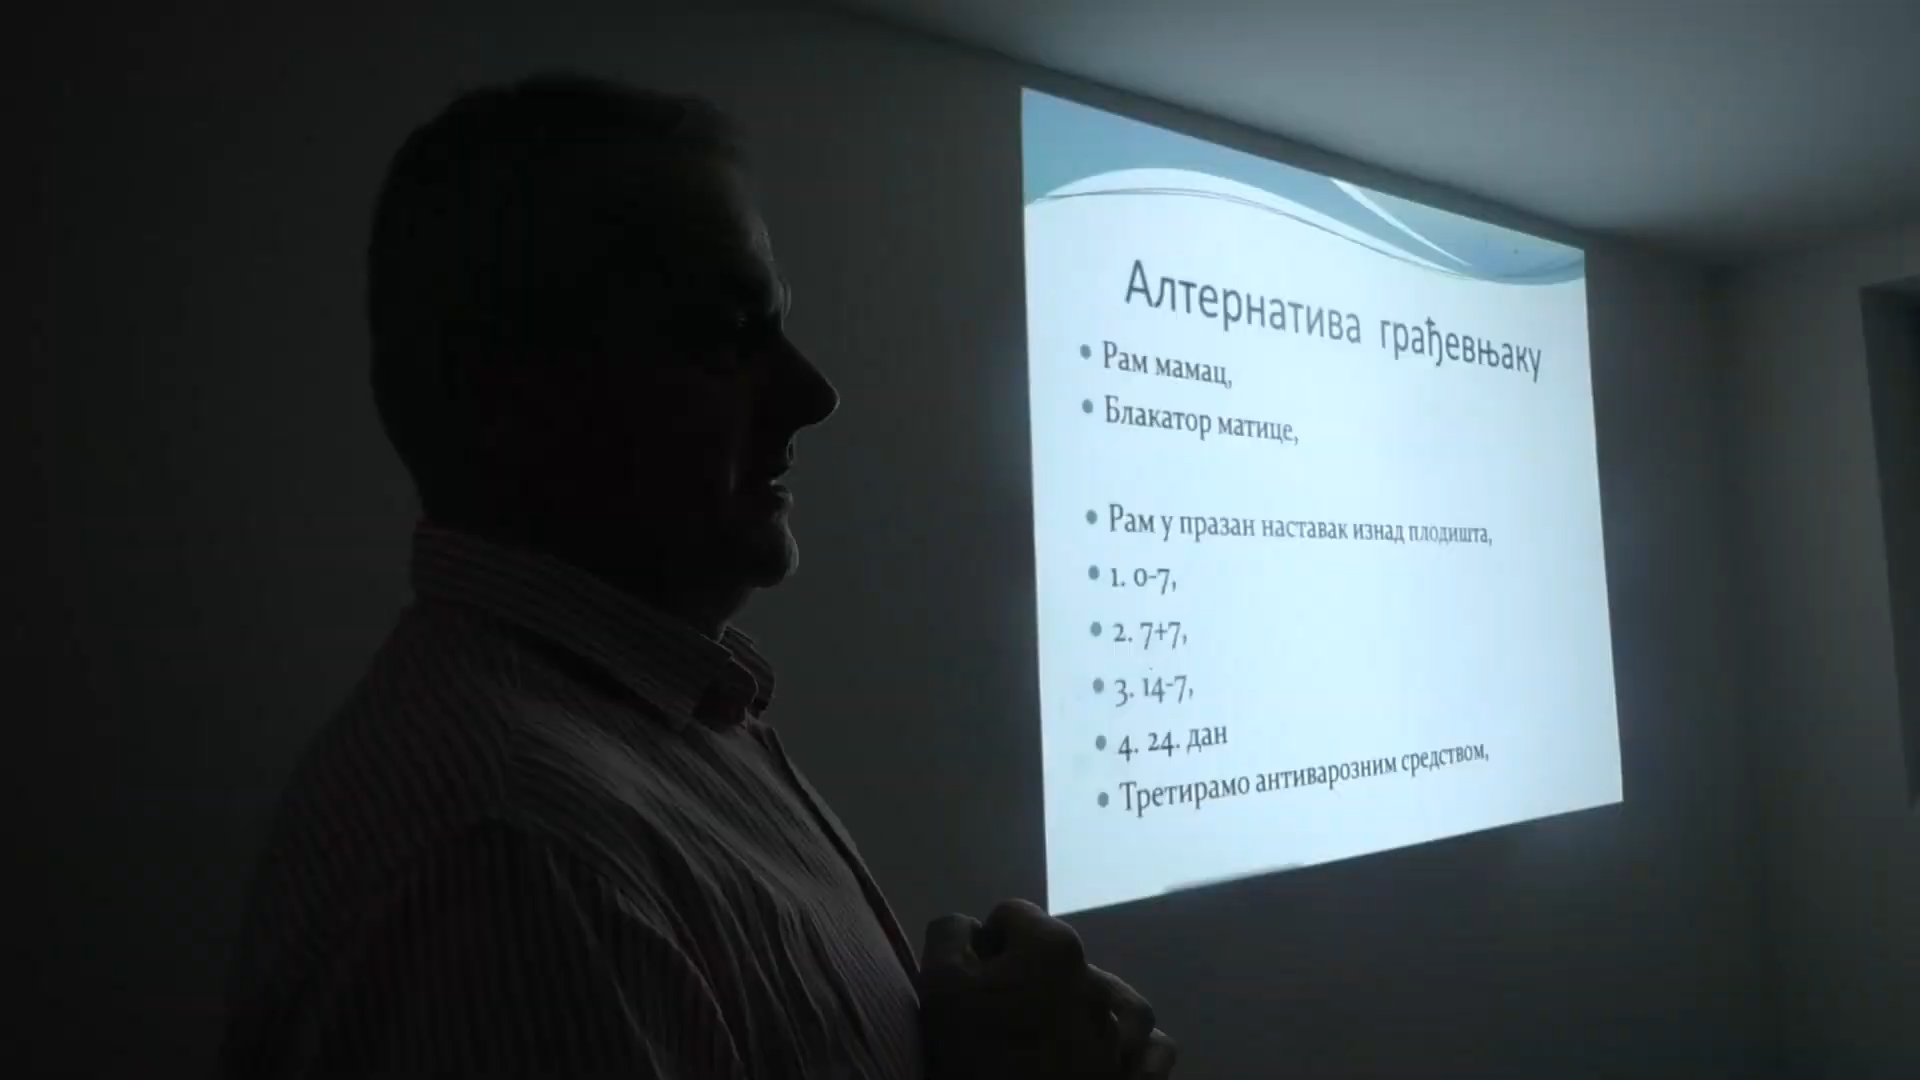 Алтернатива грађевњаку
• Рам мамац,
• Блакатор матице,
• Рам у празан наставак изнад плодишта,
• 1. 0-7,
• 2. 7+7,
• 3. 14-7,
• 4. 24. дан
• Третирамо антиварозним средством,